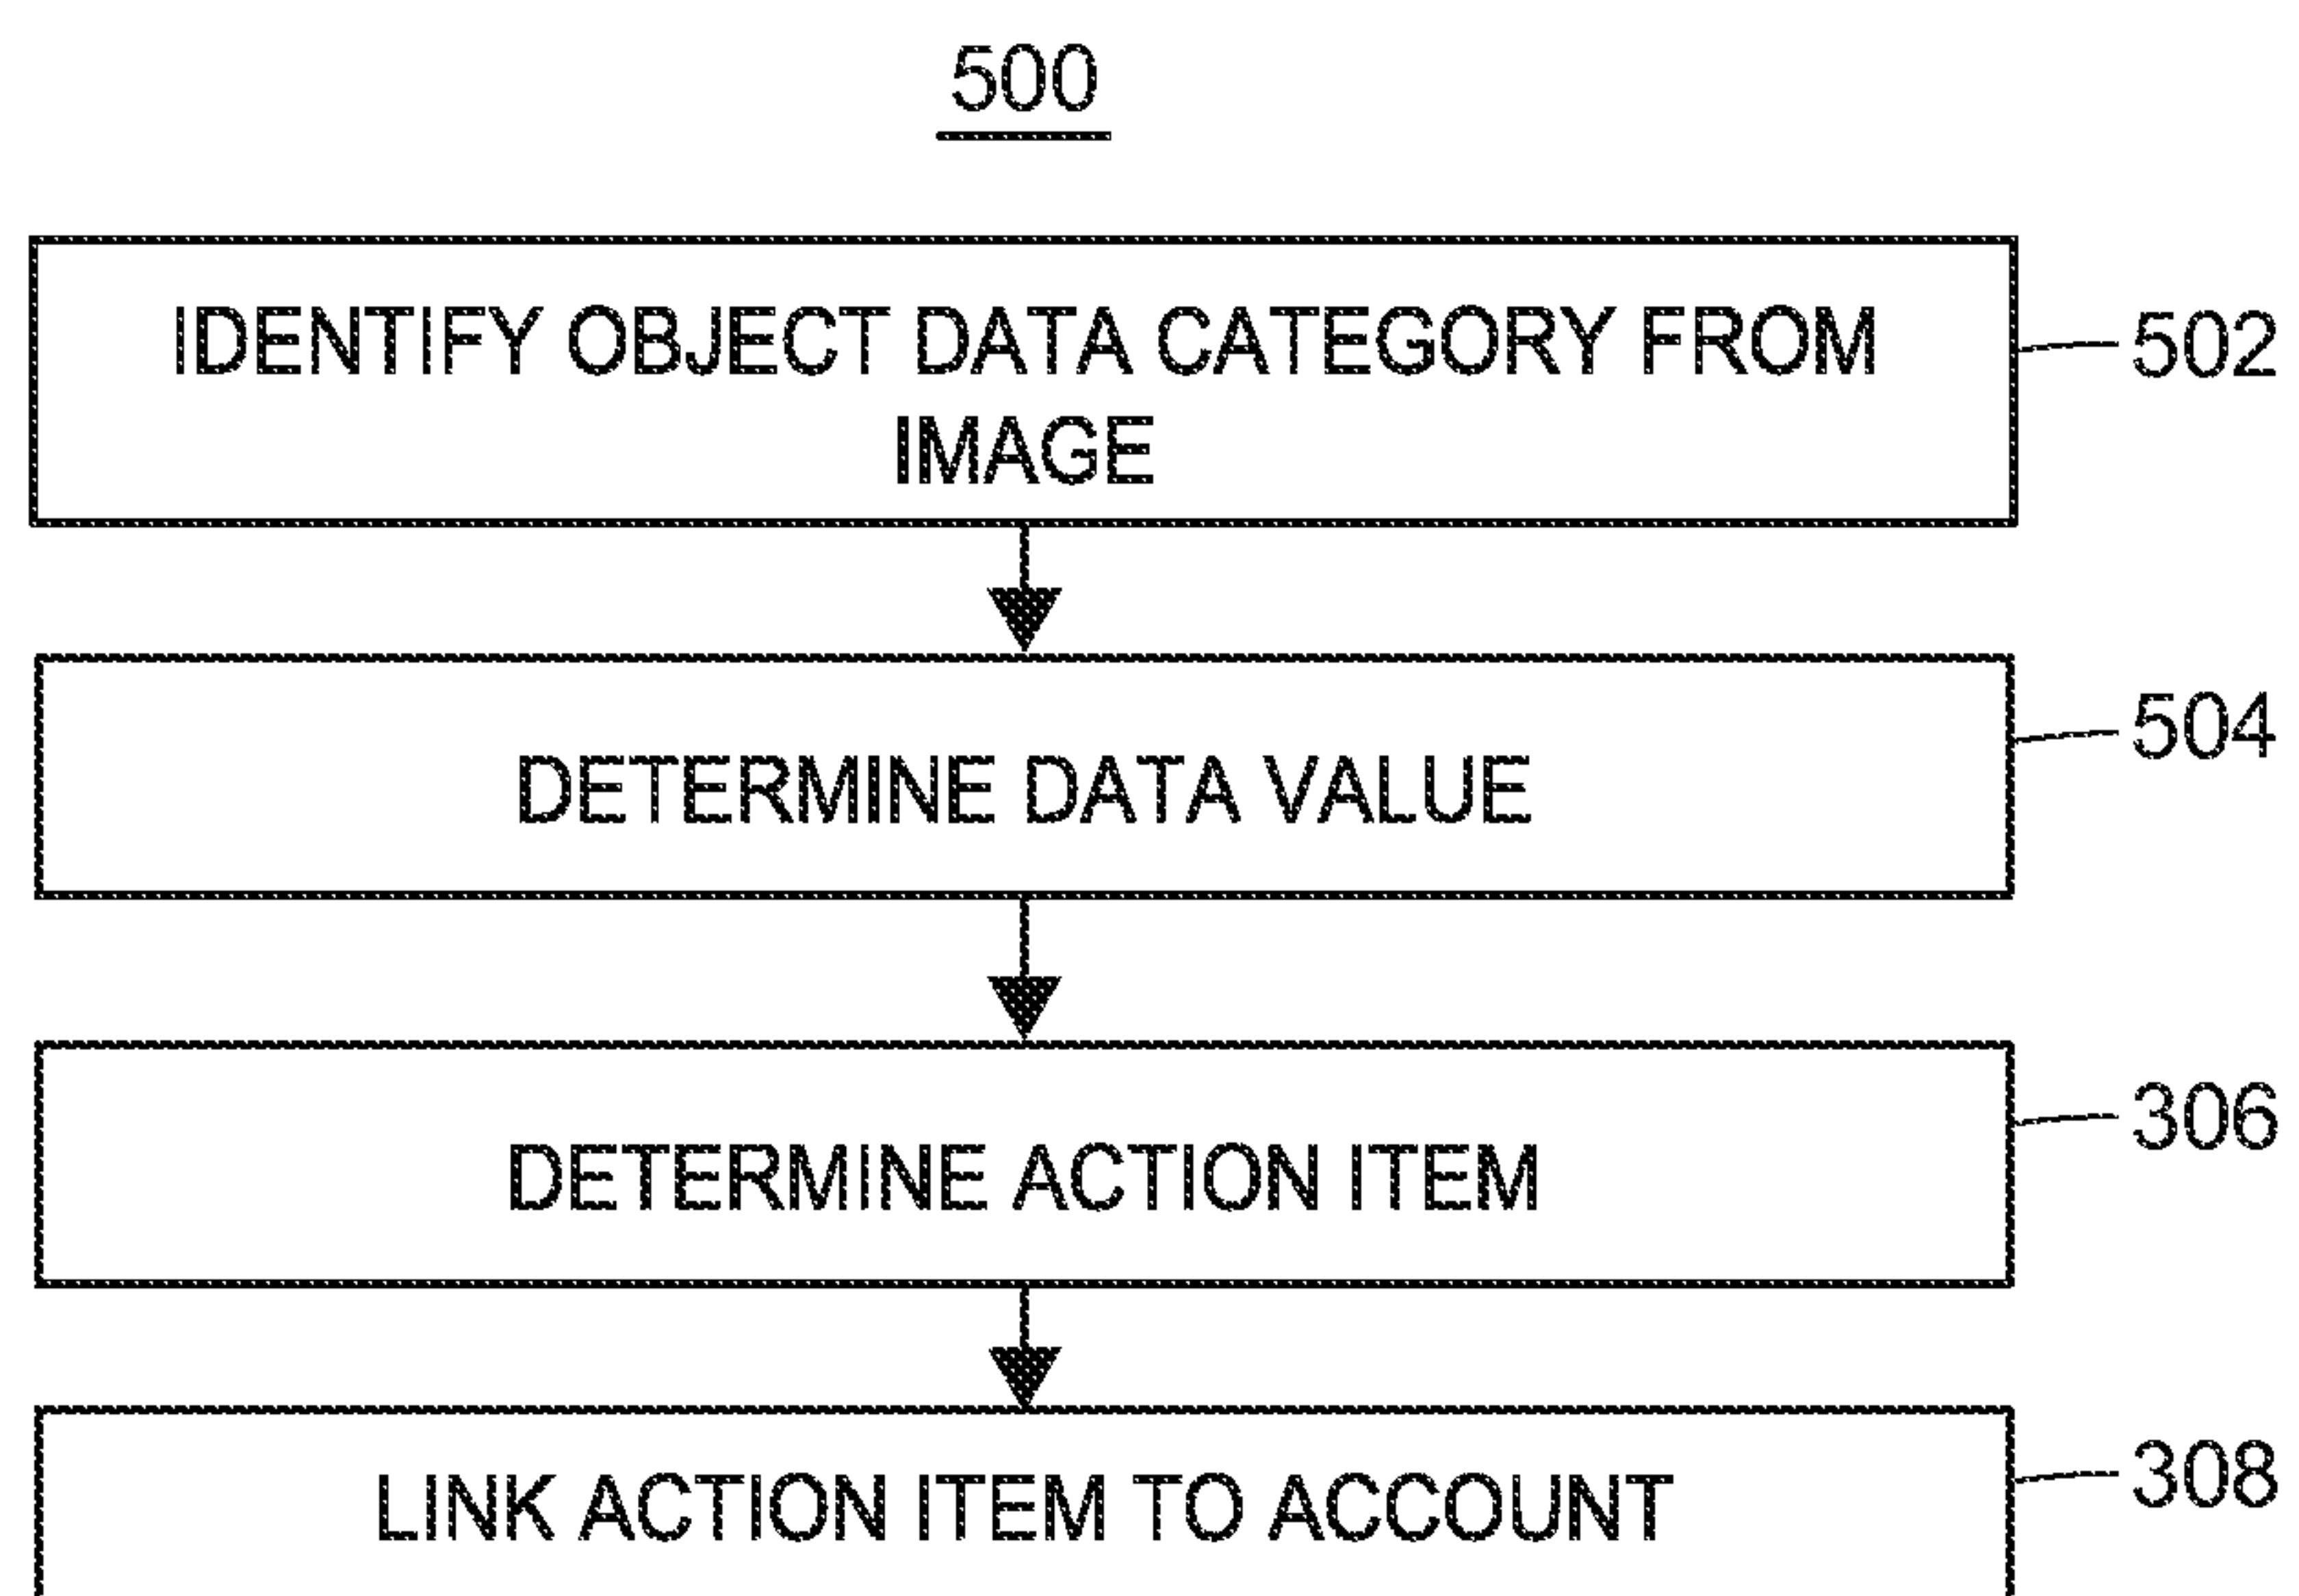 500
IDENTIFY OBJECT DATA CATEGORY FROM
IMAGE
502
DETERMINE DATA VALUE
504
DETERMINE ACTION ITEM
306
LINK ACTION ITEM TO ACCOUNT
308